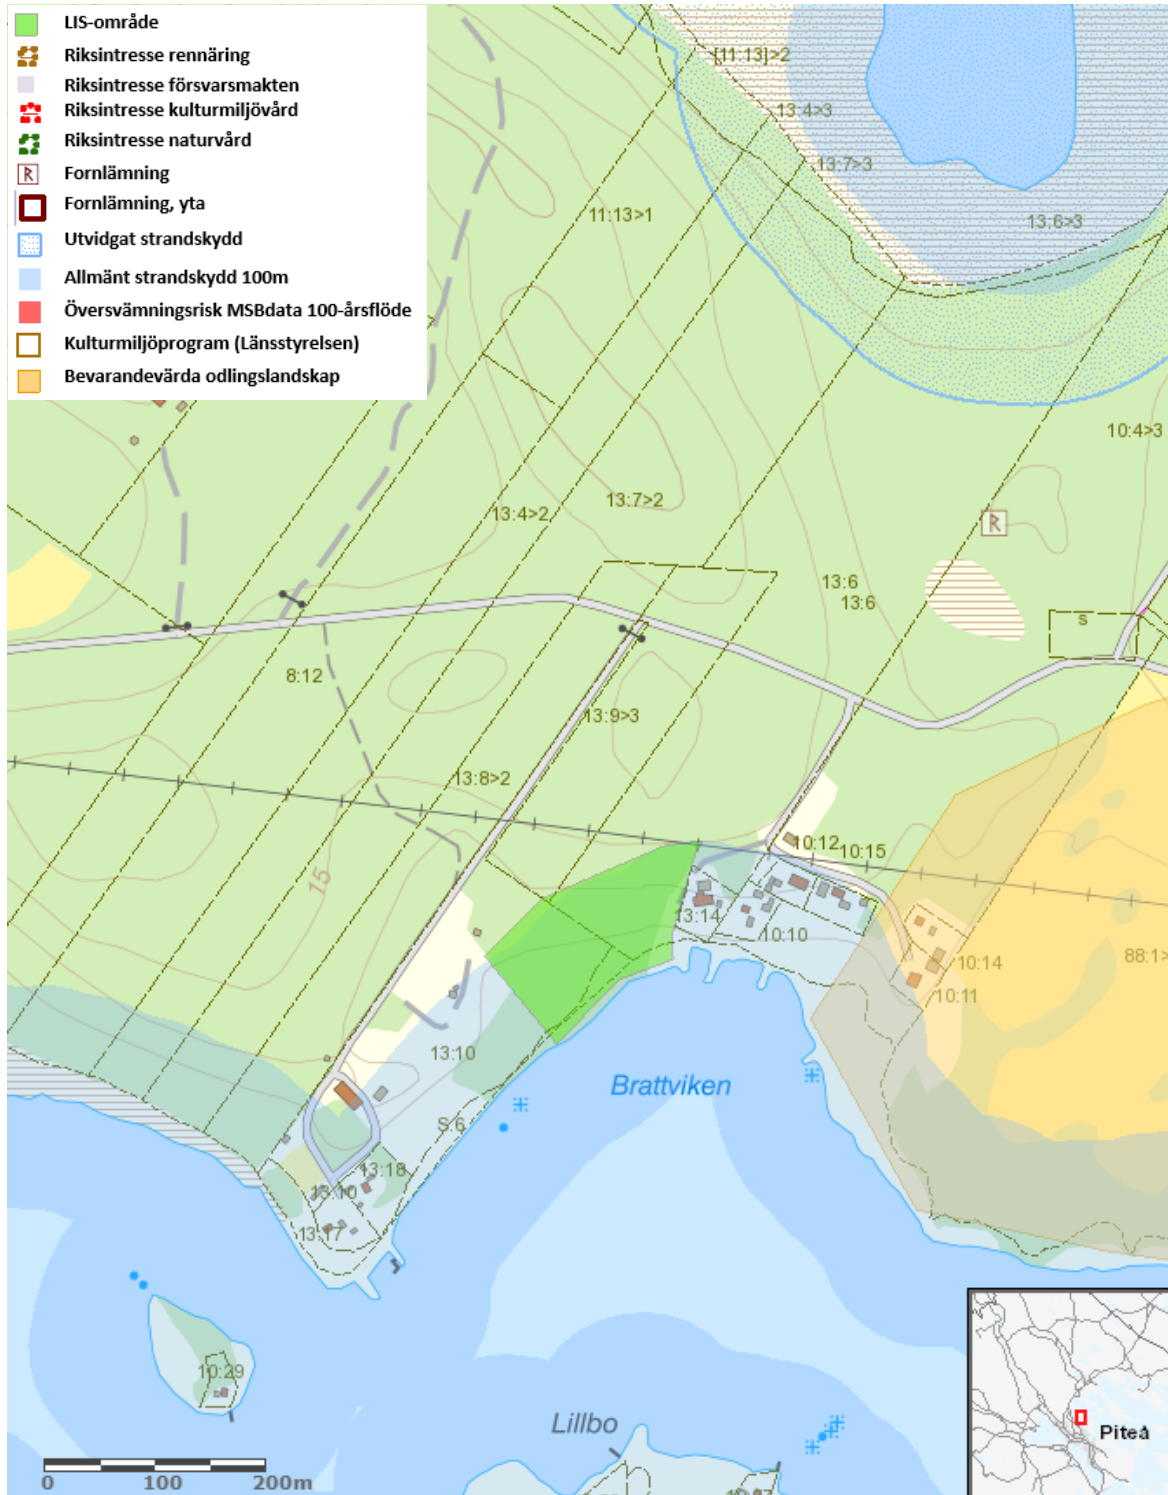 LIS-område
Riksintresse rennäring
Riksintresse försvarsmakten
Riksintresse kulturmiljövård
Riksintresse naturvård
R Fornlämning
Fornlämning, yta
Utvidgat strandskydd
Allmänt strandskydd 100m
Översvämningsrisk MSBdata 100-årsflöde
Kulturmiljöprogram (Länsstyrelsen)
Bevarandevärda odlingslandskap
[11:13]>2
13:4>3
13:7>3
11:13>1
13:6>3
10:4>3
13:7>2
13:4>2
R
13:6
13:6
s
8:12
13:9>3
13:8>2
10:12
10:15
15
13:14
10:10
88:1>
10:14
10:11
13:10
Brattviken
S:6
13:18
13:10
13:17
10:29
Lillbo
Piteå
0 100 200m